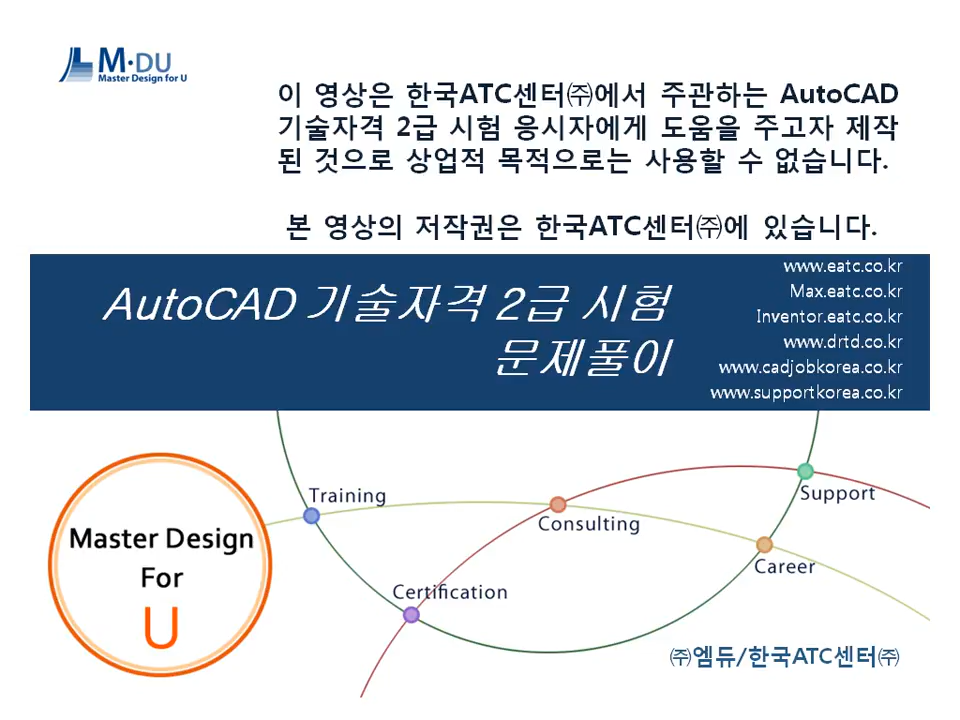 M·DU
Master Design for U
이 영상은 한국ATC센터㈜에서 주관하는 AutoCAD
기술자격 2급 시험 응시자에게 도움을 주고자 제작
된 것으로 상업적 목적으로는 사용할 수 없습니다.
본 영상의 저작권은 한국ATC센터㈜에 있습니다.
AutoCAD 기술자격 2급 시험
문제풀이
www.eatc.co.kr
Max.eatc.co.kr
Inventor.eatc.co.kr
www.drtd.co.kr
www.cadjobkorea.co.kr
www.supportkorea.co.kr
Training
Support
Consulting
Career
Certification
Master Design
For
U
㈜엠듀/한국ATC센터㈜